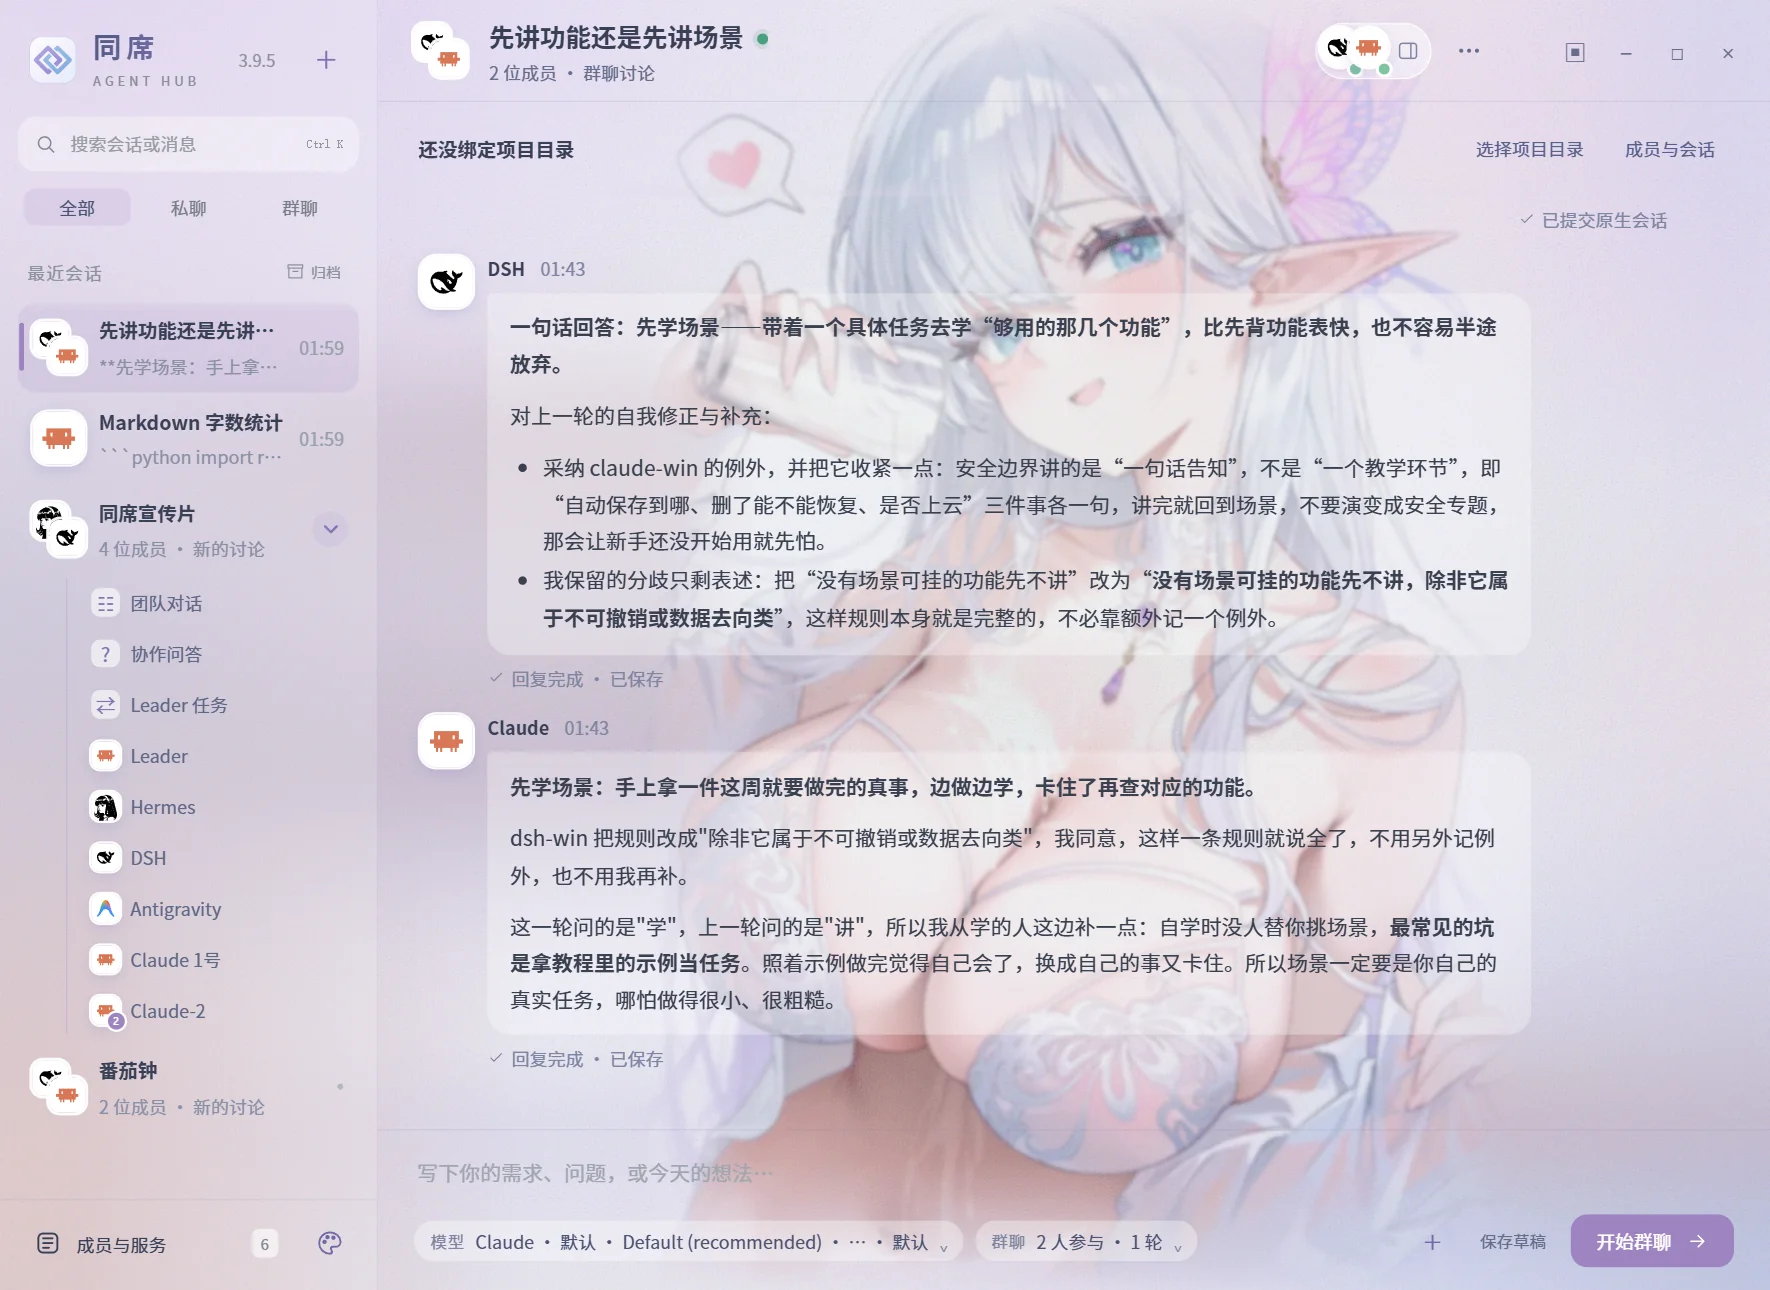 同席
AGENT HUB
3.9.5
搜索会话或消息
Ctrl K
全部
私聊
群聊
最近会话
归档
先讲功能还是先讲…
**先学场景：手上拿…
01:59
Markdown 字数统计
```python import r…
01:59
同席宣传片
4 位成员 • 新的讨论
团队对话
协作问答
Leader 任务
Leader
Hermes
DSH
Antigravity
Claude 1号
Claude-2
2
番茄钟
2 位成员 • 新的讨论
成员与服务
6
先讲功能还是先讲场景
2 位成员 • 群聊讨论
还没绑定项目目录
选择项目目录
成员与会话
已提交原生会话
DSH 01:43
一句话回答：先学场景——带着一个具体任务去学“够用的那几个功能”，比先背功能表快，也不容易半途
放弃。
对上一轮的自我修正与补充：
• 采纳 claude-win 的例外，并把它收紧一点：安全边界讲的是“一句话告知”，不是“一个教学环节”，即
“自动保存到哪、删了能不能恢复、是否上云”三件事各一句，讲完就回到场景，不要演变成安全专题，
那会让新手还没开始用就先怕。
• 我保留的分歧只剩表述：把“没有场景可挂的功能先不讲”改为“没有场景可挂的功能先不讲，除非它属
于不可撤销或数据去向类”，这样规则本身就是完整的，不必靠额外记一个例外。
回复完成 • 已保存
Claude 01:43
先学场景：手上拿一件这周就要做完的真事，边做边学，卡住了再查对应的功能。
dsh-win 把规则改成"除非它属于不可撤销或数据去向类"，我同意，这样一条规则就说全了，不用另外记例
外，也不用我再补。
这一轮问的是"学"，上一轮问的是"讲"，所以我从学的人这边补一点：自学时没人替你挑场景，最常见的坑
是拿教程里的示例当任务。照着示例做完觉得自己会了，换成自己的事又卡住。所以场景一定要是你自己的
真实任务，哪怕做得很小、很粗糙。
回复完成 • 已保存
写下你的需求、问题，或今天的想法…
模型 Claude • 默认 • Default (recommended) • … • 默认
群聊 2 人参与 • 1 轮
保存草稿
开始群聊 →